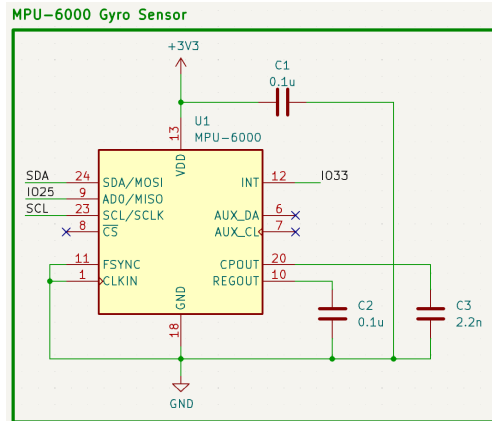 MPU-6000 Gyro Sensor
+3V3
C1
0.1u
U1
MPU-6000
13
VDD
SDA 24 SDA/MOSI
IO25 9 AD0/MISO
SCL 23 SCL/SCLK
8 CS
11 FSYNC
1 CLKIN
INT 12 IO33
AUX_DA 6
AUX_CL 7
CPOUT 20
REGOUT 10
GND
18
C2
0.1u
C3
2.2n
GND